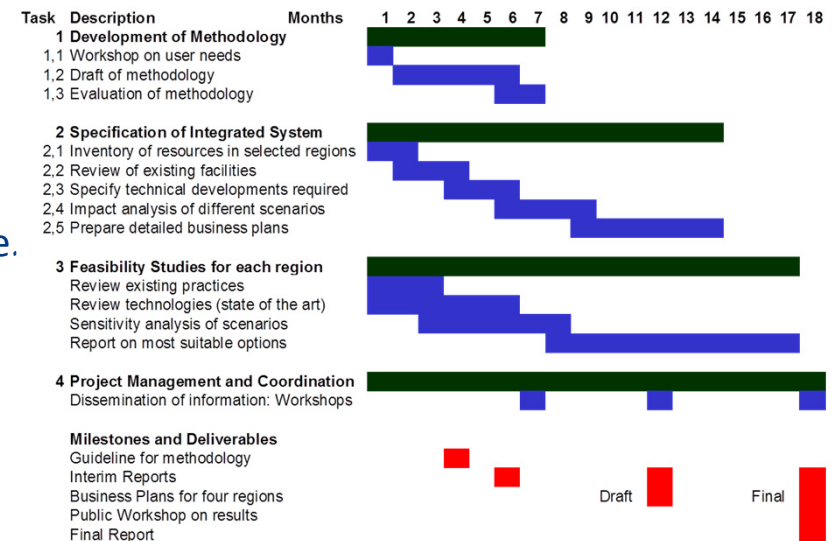 Task Description Months 1 2 3 4 5 6 7 8 9 10 11 12 13 14 15 16 17 18
1 Development of Methodology
1,1 Workshop on user needs
1,2 Draft of methodology
1,3 Evaluation of methodology
2 Specification of Integrated System
2,1 Inventory of resources in selected regions
2,2 Review of existing facilities
2,3 Specify technical developments required
2,4 Impact analysis of different scenarios
2,5 Prepare detailed business plans
e.
3 Feasibility Studies for each region
Review existing practices
Review technologies (state of the art)
Sensitivity analysis of scenarios
Report on most suitable options
4 Project Management and Coordination
Dissemination of information: Workshops
Milestones and Deliverables
Guideline for methodology
Interim Reports
Business Plans for four regions Draft Final
Public Workshop on results
Final Report